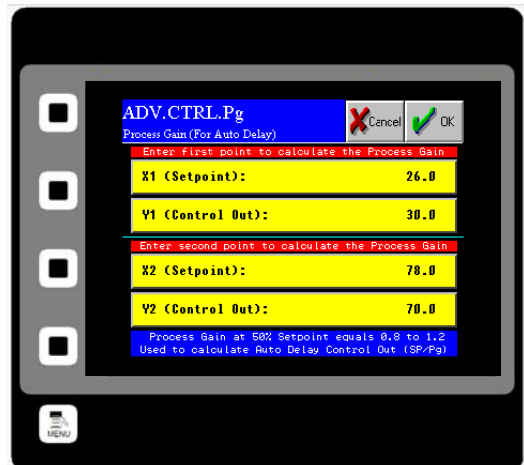 ADV.CTRL.Pg
Process Gain (For Auto Delay)
Cancel
OK
Enter first point to calculate the Process Gain
X1 (Setpoint): 26.0
Y1 (Control Out): 30.0
Enter second point to calculate the Process Gain
X2 (Setpoint): 78.0
Y2 (Control Out): 70.0
Process Gain at 50% Setpoint equals 0.8 to 1.2
Used to calculate Auto Delay Control Out (SP/Pg)
MENU